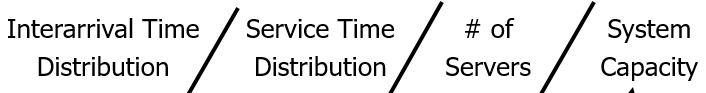 Interarrival Time / Service Time / # of / System
Distribution / Distribution / Servers / Capacity